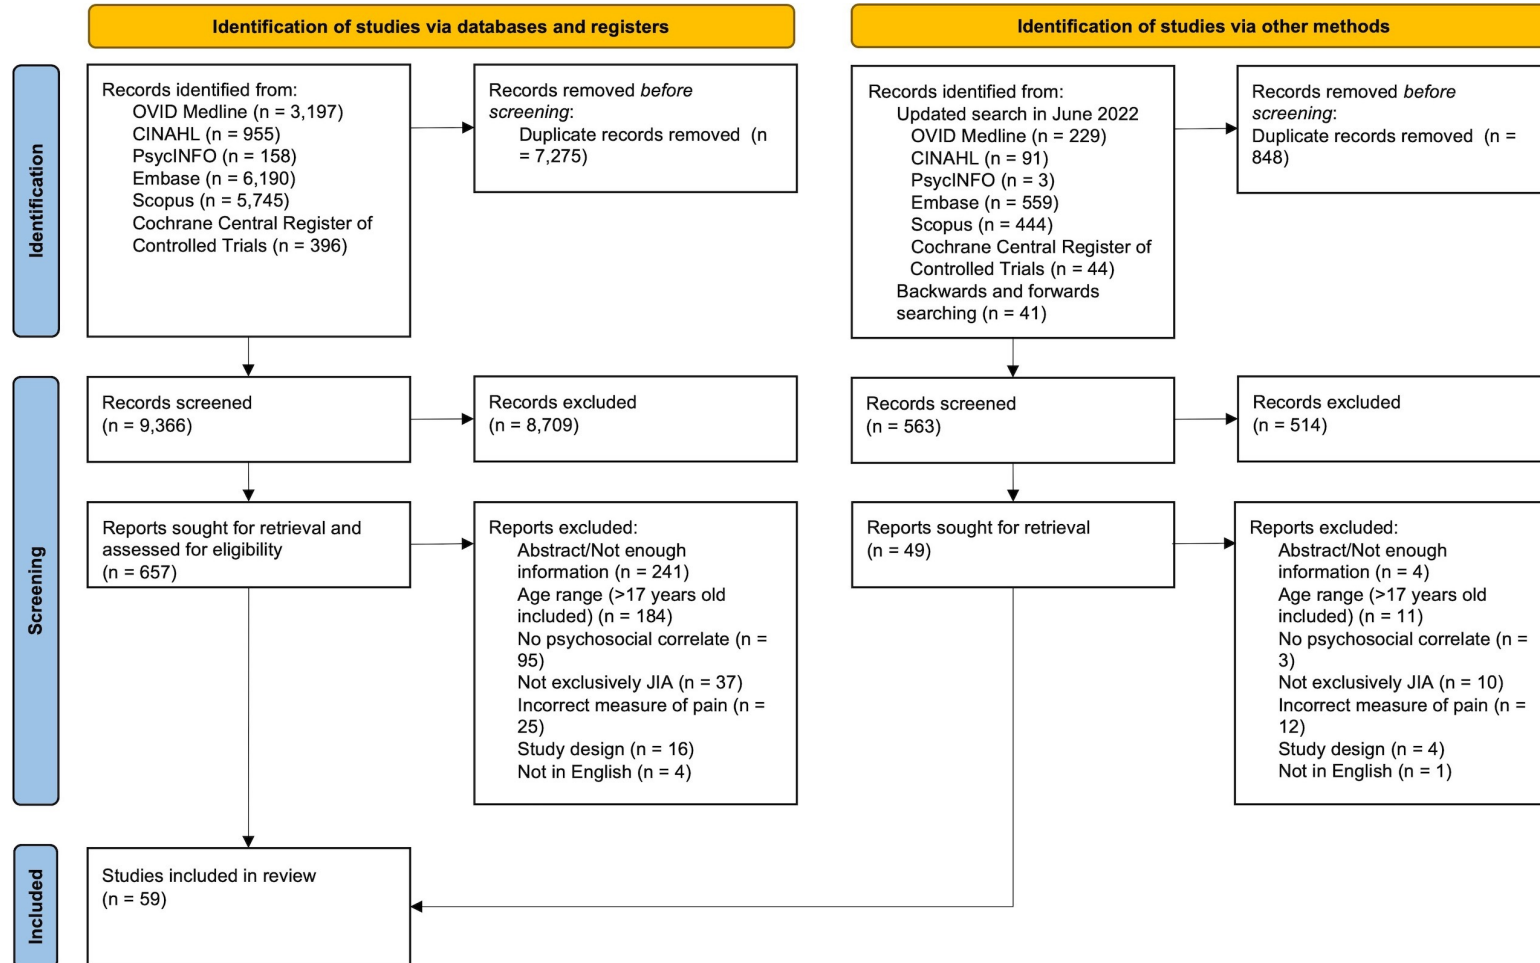 Identification of studies via databases and registers
Identification of studies via other methods
Identification
Records identified from:
OVID Medline (n = 3,197)
CINAHL (n = 955)
PsycINFO (n = 158)
Embase (n = 6,190)
Scopus (n = 5,745)
Cochrane Central Register of
Controlled Trials (n = 396)
Records removed before
screening:
Duplicate records removed (n
= 7,275)
Records identified from:
Updated search in June 2022
OVID Medline (n = 229)
CINAHL (n = 91)
PsycINFO (n = 3)
Embase (n = 559)
Scopus (n = 444)
Cochrane Central Register of
Controlled Trials (n = 44)
Backwards and forwards
searching (n = 41)
Records removed before
screening:
Duplicate records removed (n =
848)
Screening
Records screened
(n = 9,366)
Records excluded
(n = 8,709)
Records screened
(n = 563)
Records excluded
(n = 514)
Reports sought for retrieval and
assessed for eligibility
(n = 657)
Reports excluded:
Abstract/Not enough
information (n = 241)
Age range (>17 years old
included) (n = 184)
No psychosocial correlate (n =
95)
Not exclusively JIA (n = 37)
Incorrect measure of pain (n =
25)
Study design (n = 16)
Not in English (n = 4)
Reports sought for retrieval
(n = 49)
Reports excluded:
Abstract/Not enough
information (n = 4)
Age range (>17 years old
included) (n = 11)
No psychosocial correlate (n =
3)
Not exclusively JIA (n = 10)
Incorrect measure of pain (n =
12)
Study design (n = 4)
Not in English (n = 1)
Included
Studies included in review
(n = 59)